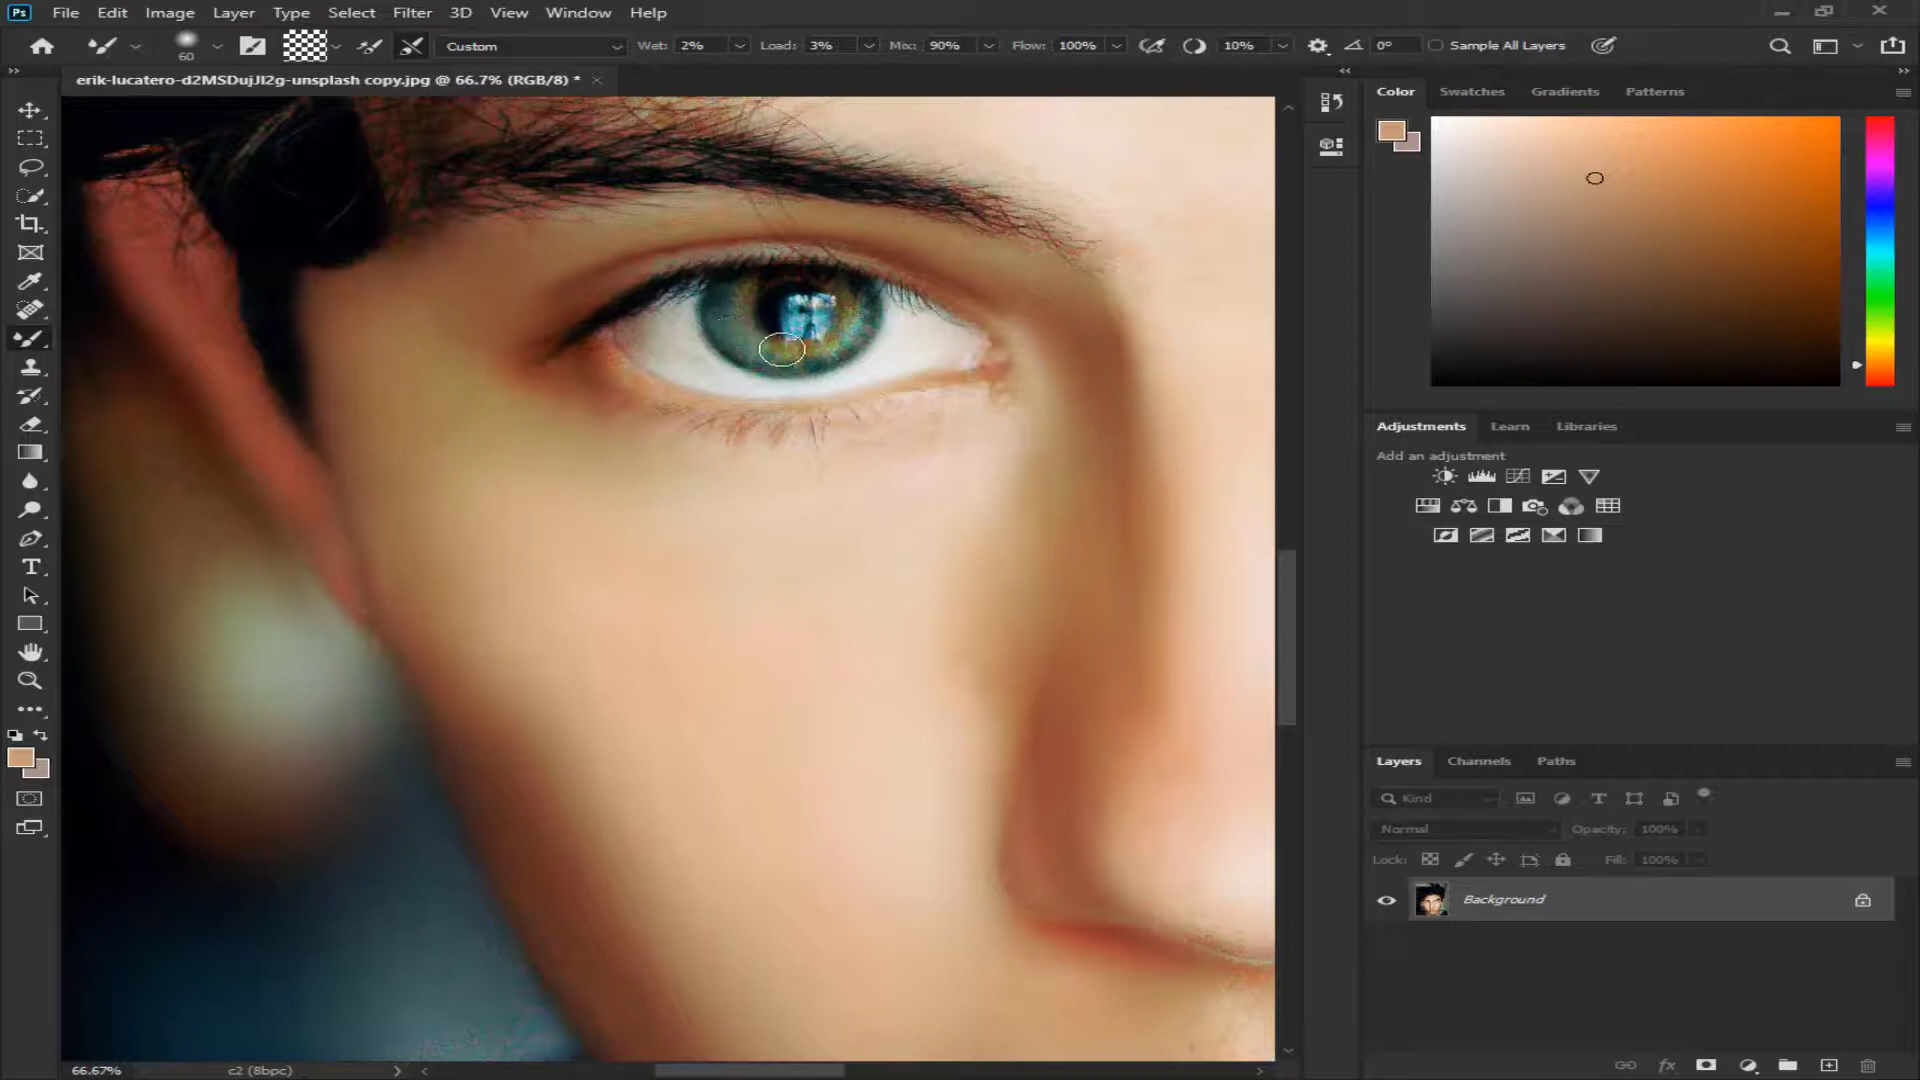 Ps File Edit Image Layer Type Select Filter 3D View Window Help
60 Custom Wet: 2% Load: 3% Mix: 90% Flow: 100% 10% 0° Sample All Layers
erik-lucatero-d2MSDujJl2g-unsplash copy.jpg @ 66.7% (RGB/8) *
Color Swatches Gradients Patterns
Adjustments Learn Libraries
Add an adjustment
Layers Channels Paths
Kind
Normal Opacity: 100%
Lock: Fill: 100%
Background
66.67% c2 (8bpc)